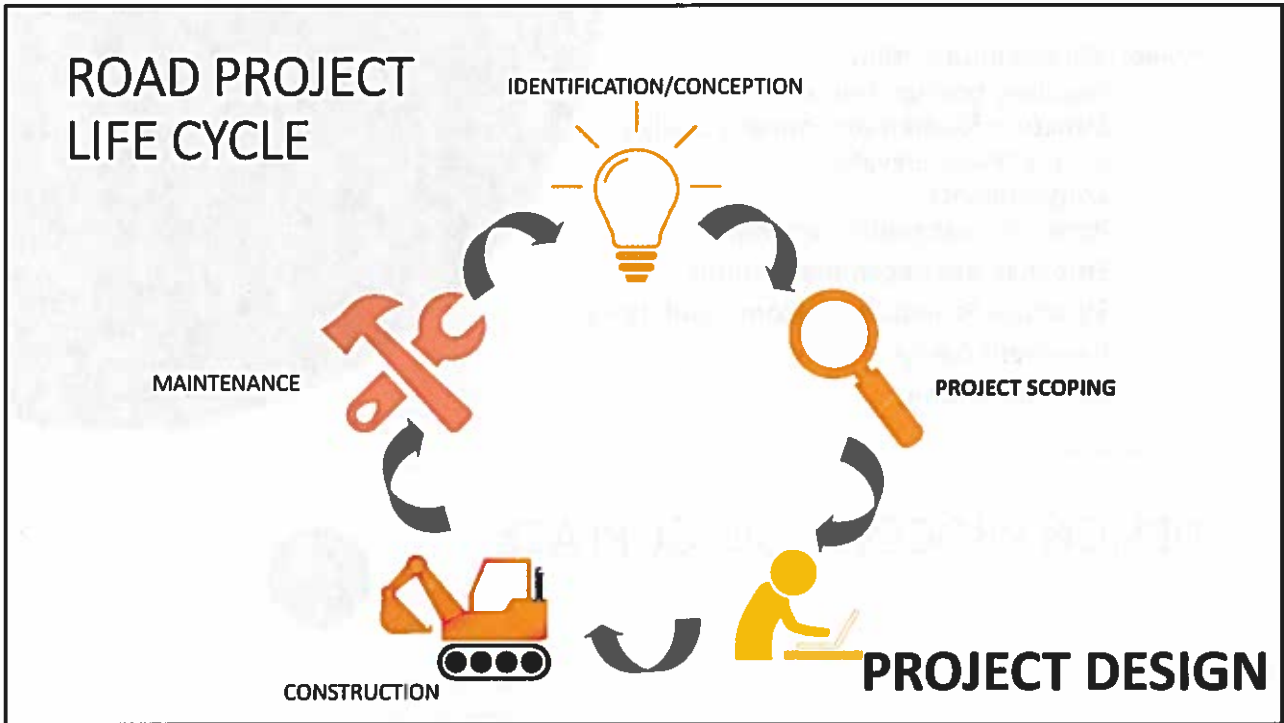 ROAD PROJECT
LIFE CYCLE
IDENTIFICATION/CONCEPTION
PROJECT SCOPING
PROJECT DESIGN
CONSTRUCTION
MAINTENANCE